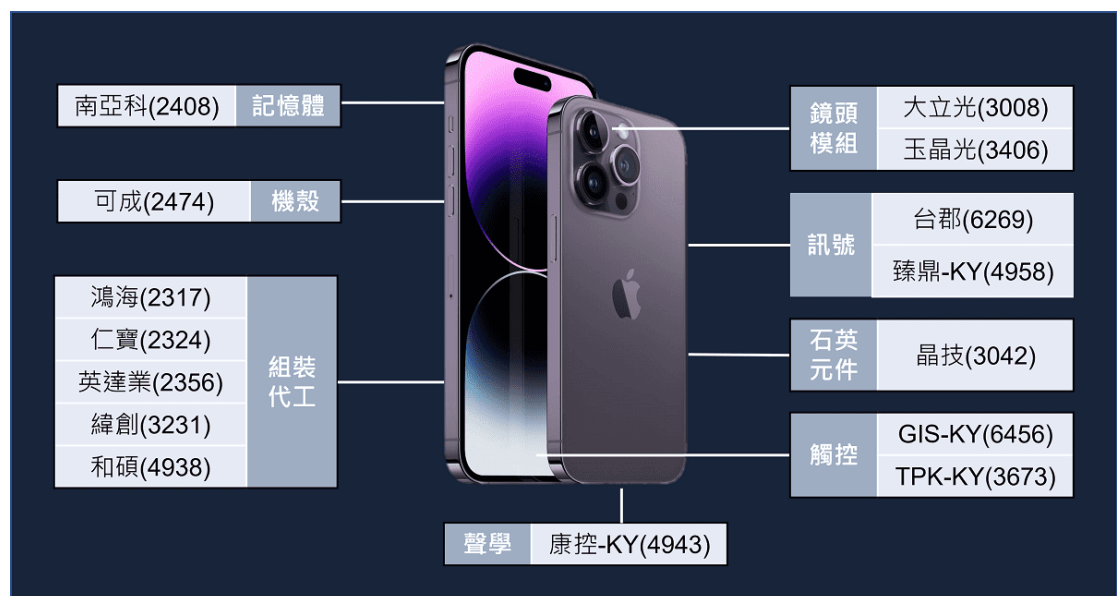 南亞科(2408) 記憶體
可成(2474) 機殼
鴻海(2317)
仁寶(2324)
英達業(2356)
緯創(3231)
和碩(4938)
組裝
代工
鏡頭
模組
大立光(3008)
玉晶光(3406)
訊號
台郡(6269)
臻鼎-KY(4958)
石英
元件
晶技(3042)
觸控
GIS-KY(6456)
TPK-KY(3673)
聲學 康控-KY(4943)